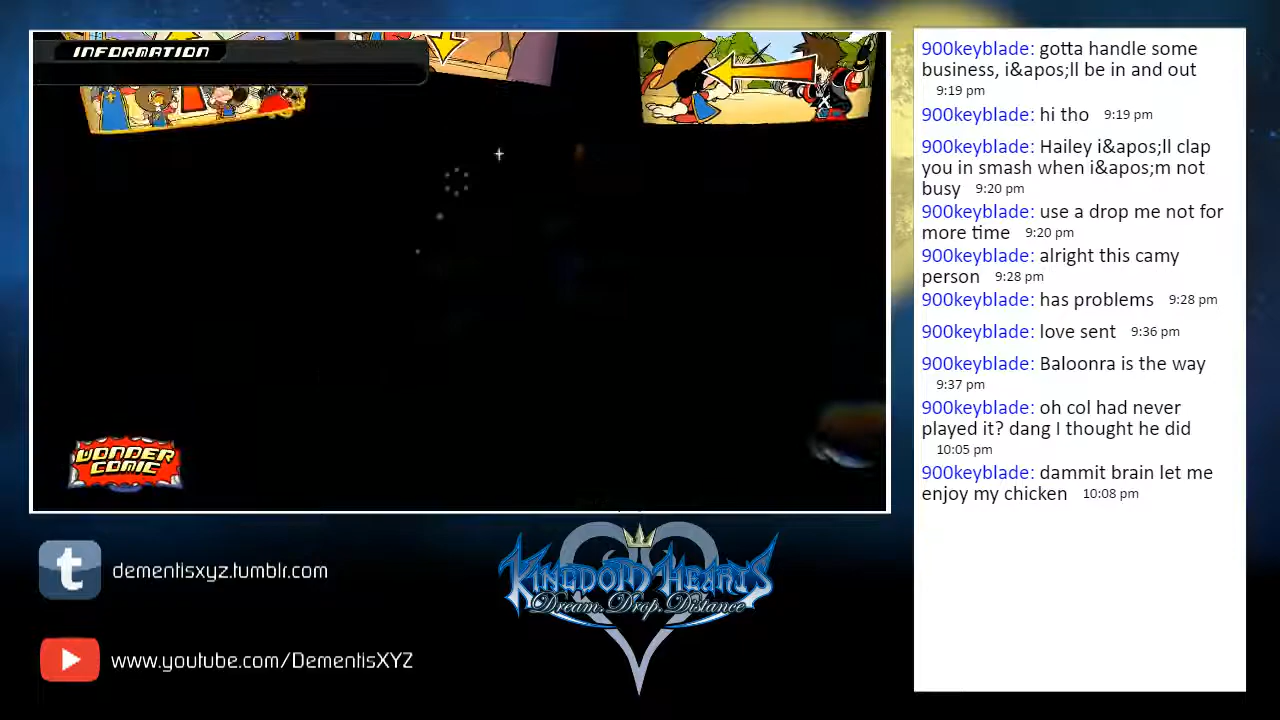 INFORMATION
WONDER
COMIC
dementisxyz.tumblr.com
www.youtube.com/DementisXYZ
KINGDOM HEARTS
Dream.Drop.Distance
900keyblade: gotta handle some
business, i&apos;ll be in and out
9:19 pm
900keyblade: hi tho 9:19 pm
900keyblade: Hailey i&apos;ll clap
you in smash when i&apos;m not
busy 9:20 pm
900keyblade: use a drop me not for
more time 9:20 pm
900keyblade: alright this camy
person 9:28 pm
900keyblade: has problems 9:28 pm
900keyblade: love sent 9:36 pm
900keyblade: Baloonra is the way
9:37 pm
900keyblade: oh col had never
played it? dang I thought he did
10:05 pm
900keyblade: dammit brain let me
enjoy my chicken 10:08 pm